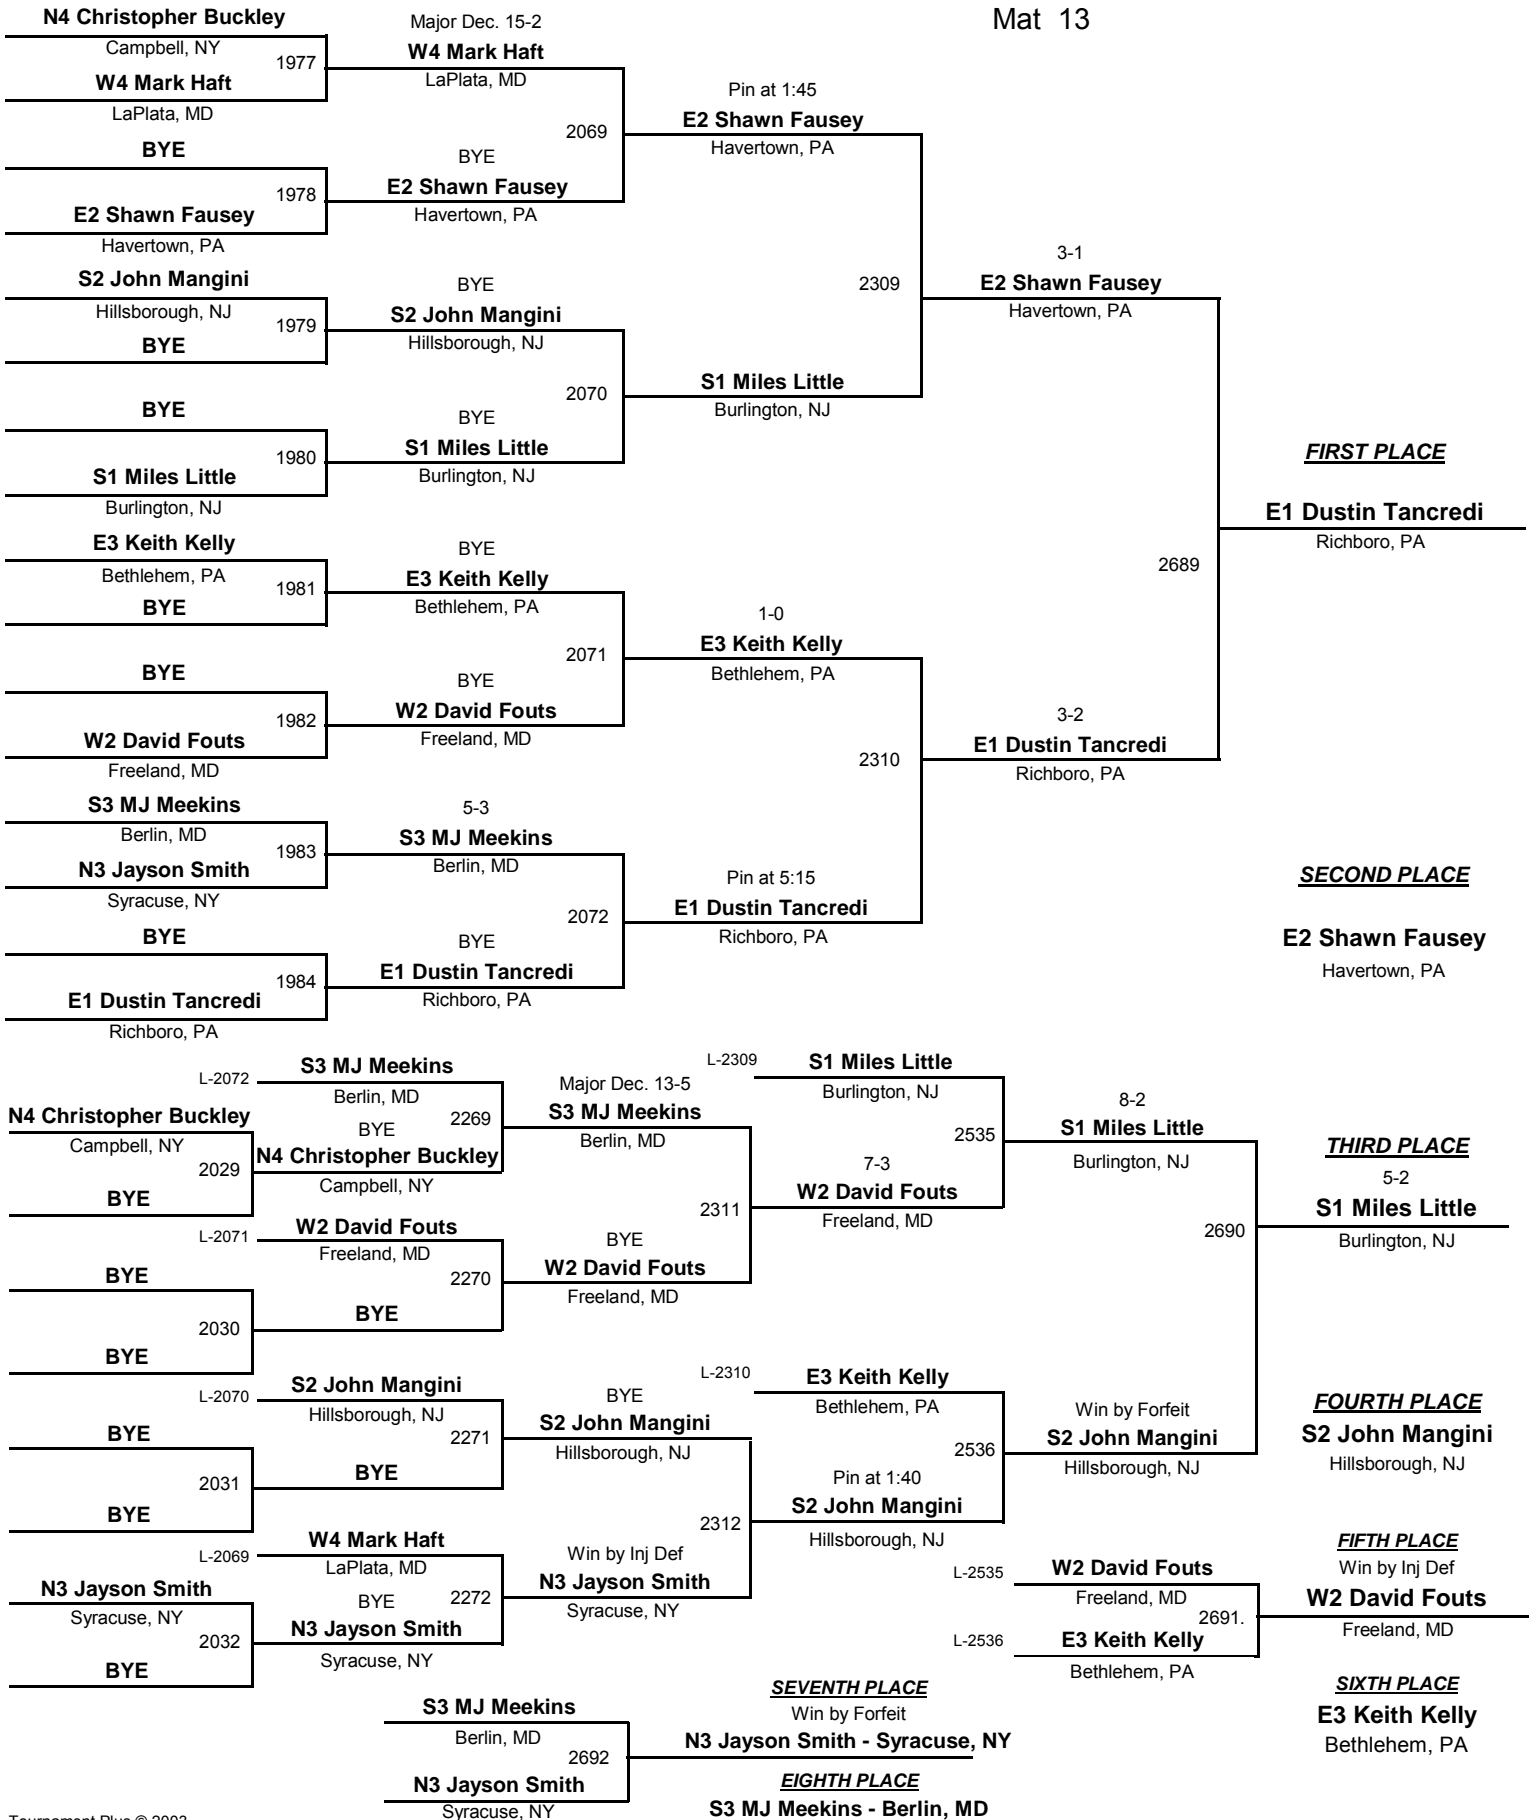 Mat 13
N4 Christopher Buckley
Campbell, NY
1977
W4 Mark Haft
LaPlata, MD
BYE
1978
E2 Shawn Fausey
Havertown, PA
S2 John Mangini
Hillsborough, NJ
1979
BYE
BYE
1980
S1 Miles Little
Burlington, NJ
E3 Keith Kelly
Bethlehem, PA
1981
BYE
BYE
1982
W2 David Fouts
Freeland, MD
S3 MJ Meekins
Berlin, MD
1983
N3 Jayson Smith
Syracuse, NY
BYE
1984
E1 Dustin Tancredi
Richboro, PA
Major Dec. 15-2
W4 Mark Haft
LaPlata, MD
2069
BYE
E2 Shawn Fausey
Havertown, PA
BYE
S2 John Mangini
Hillsborough, NJ
2070
BYE
S1 Miles Little
Burlington, NJ
BYE
E3 Keith Kelly
Bethlehem, PA
2071
BYE
W2 David Fouts
Freeland, MD
5-3
S3 MJ Meekins
Berlin, MD
2072
BYE
E1 Dustin Tancredi
Richboro, PA
Pin at 1:45
E2 Shawn Fausey
Havertown, PA
2309
S1 Miles Little
Burlington, NJ
1-0
E3 Keith Kelly
Bethlehem, PA
2310
Pin at 5:15
E1 Dustin Tancredi
Richboro, PA
3-1
E2 Shawn Fausey
Havertown, PA
2689
3-2
E1 Dustin Tancredi
Richboro, PA
FIRST PLACE
E1 Dustin Tancredi
Richboro, PA
SECOND PLACE
E2 Shawn Fausey
Havertown, PA
L-2072
S3 MJ Meekins
Berlin, MD
2269
N4 Christopher Buckley
Campbell, NY
2029
BYE
BYE
N4 Christopher Buckley
Campbell, NY
L-2071
W2 David Fouts
Freeland, MD
2270
BYE
BYE
2030
BYE
L-2070
S2 John Mangini
Hillsborough, NJ
2271
BYE
BYE
2031
BYE
L-2069
W4 Mark Haft
LaPlata, MD
2272
BYE
N3 Jayson Smith
Syracuse, NY
N3 Jayson Smith
Syracuse, NY
2032
BYE
Major Dec. 13-5
S3 MJ Meekins
Berlin, MD
2311
BYE
W2 David Fouts
Freeland, MD
BYE
S2 John Mangini
Hillsborough, NJ
2312
Win by Inj Def
N3 Jayson Smith
Syracuse, NY
L-2309
S1 Miles Little
Burlington, NJ
2535
7-3
W2 David Fouts
Freeland, MD
L-2310
E3 Keith Kelly
Bethlehem, PA
2536
Pin at 1:40
S2 John Mangini
Hillsborough, NJ
8-2
S1 Miles Little
Burlington, NJ
2690
Win by Forfeit
S2 John Mangini
Hillsborough, NJ
THIRD PLACE
5-2
S1 Miles Little
Burlington, NJ
FOURTH PLACE
S2 John Mangini
Hillsborough, NJ
L-2535
W2 David Fouts
Freeland, MD
2691.
L-2536
E3 Keith Kelly
Bethlehem, PA
FIFTH PLACE
Win by Inj Def
W2 David Fouts
Freeland, MD
SIXTH PLACE
E3 Keith Kelly
Bethlehem, PA
S3 MJ Meekins
Berlin, MD
2692
N3 Jayson Smith
Syracuse, NY
SEVENTH PLACE
Win by Forfeit
N3 Jayson Smith - Syracuse, NY
EIGHTH PLACE
S3 MJ Meekins - Berlin, MD
Tournament Plus © 2003